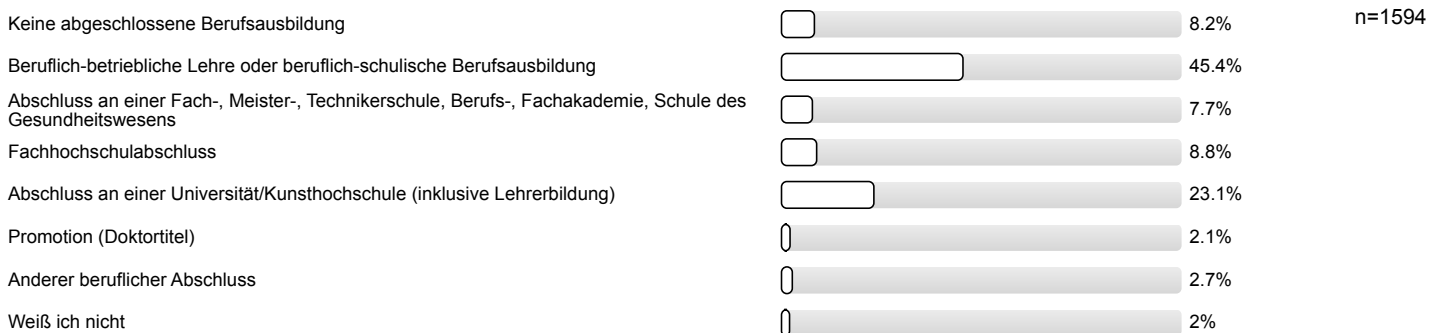 Keine abgeschlossene Berufsausbildung 8.2% n=1594
Beruflich-betriebliche Lehre oder beruflich-schulische Berufsausbildung 45.4%
Abschluss an einer Fach-, Meister-, Technikerschule, Berufs-, Fachakademie, Schule des
Gesundheitswesens 7.7%
Fachhochschulabschluss 8.8%
Abschluss an einer Universität/Kunsthochschule (inklusive Lehrerbildung) 23.1%
Promotion (Doktortitel) 2.1%
Anderer beruflicher Abschluss 2.7%
Weiß ich nicht 2%